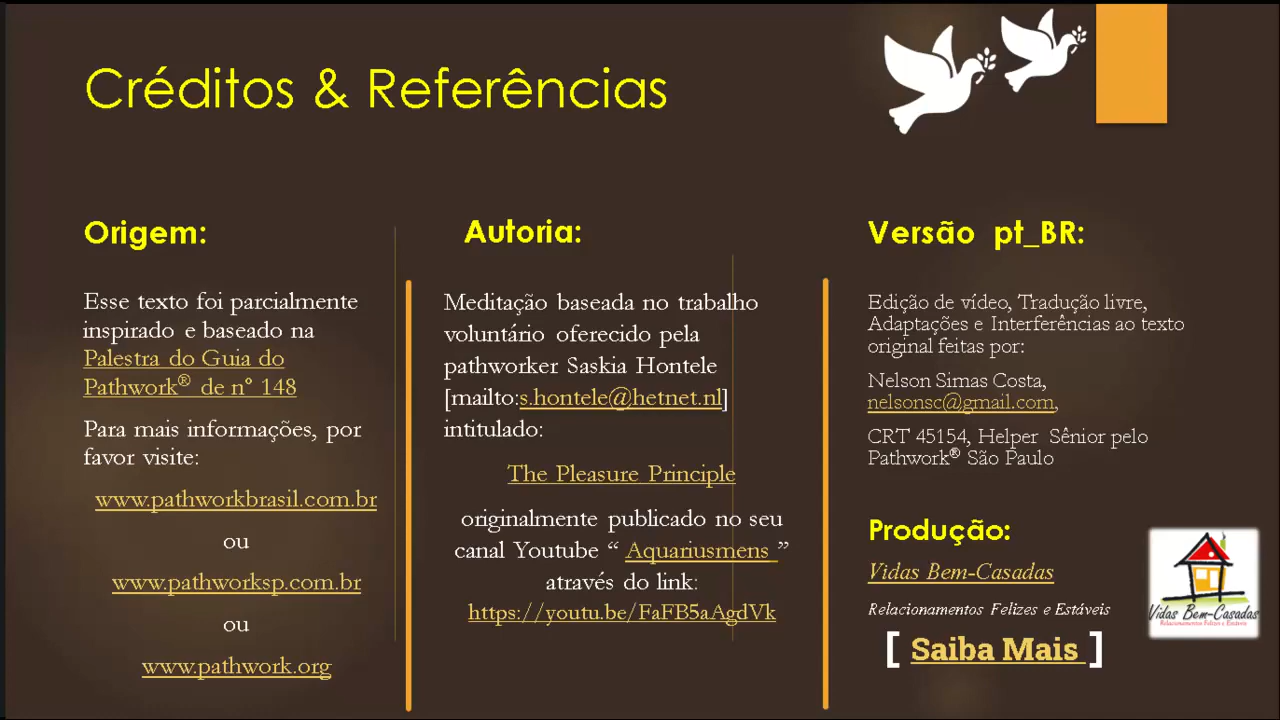 Créditos & Referências
Origem:
Esse texto foi parcialmente
inspirado e baseado na
Palestra do Guia do
Pathwork® de n° 148
Para mais informações, por
favor visite:
www.pathworkbrasil.com.br
ou
www.pathworksp.com.br
ou
www.pathwork.org
Autoria:
Meditação baseada no trabalho
voluntário oferecido pela
pathworker Saskia Hontele
[mailto:s.hontele@hetnet.nl]
intitulado:
The Pleasure Principle
originalmente publicado no seu
canal Youtube “ Aquariusmens ”
através do link:
https://youtu.be/FaFB5aAgdVk
Versão pt_BR:
Edição de vídeo, Tradução livre,
Adaptações e Interferências ao texto
original feitas por:
Nelson Simas Costa,
nelsonsc@gmail.com,
CRT 45154, Helper Sênior pelo
Pathwork® São Paulo
Produção:
Vidas Bem-Casadas
Relacionamentos Felizes e Estáveis
[ Saiba Mais ]
Vidas Bem-Casadas
Relacionamentos Felizes e Estáveis